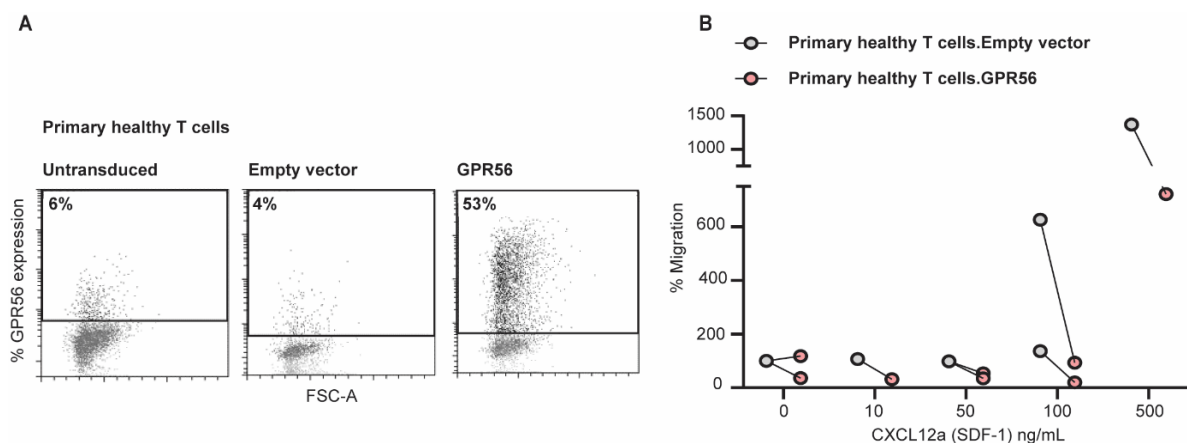 A
Primary healthy T cells
Untransduced
Empty vector
GPR56
6%
4%
53%
% GPR56 expression
FSC-A
B
Primary healthy T cells.Empty vector
Primary healthy T cells.GPR56
1500
1000
600
400
200
0
% Migration
0 10 50 100 500
CXCL12a (SDF-1) ng/mL